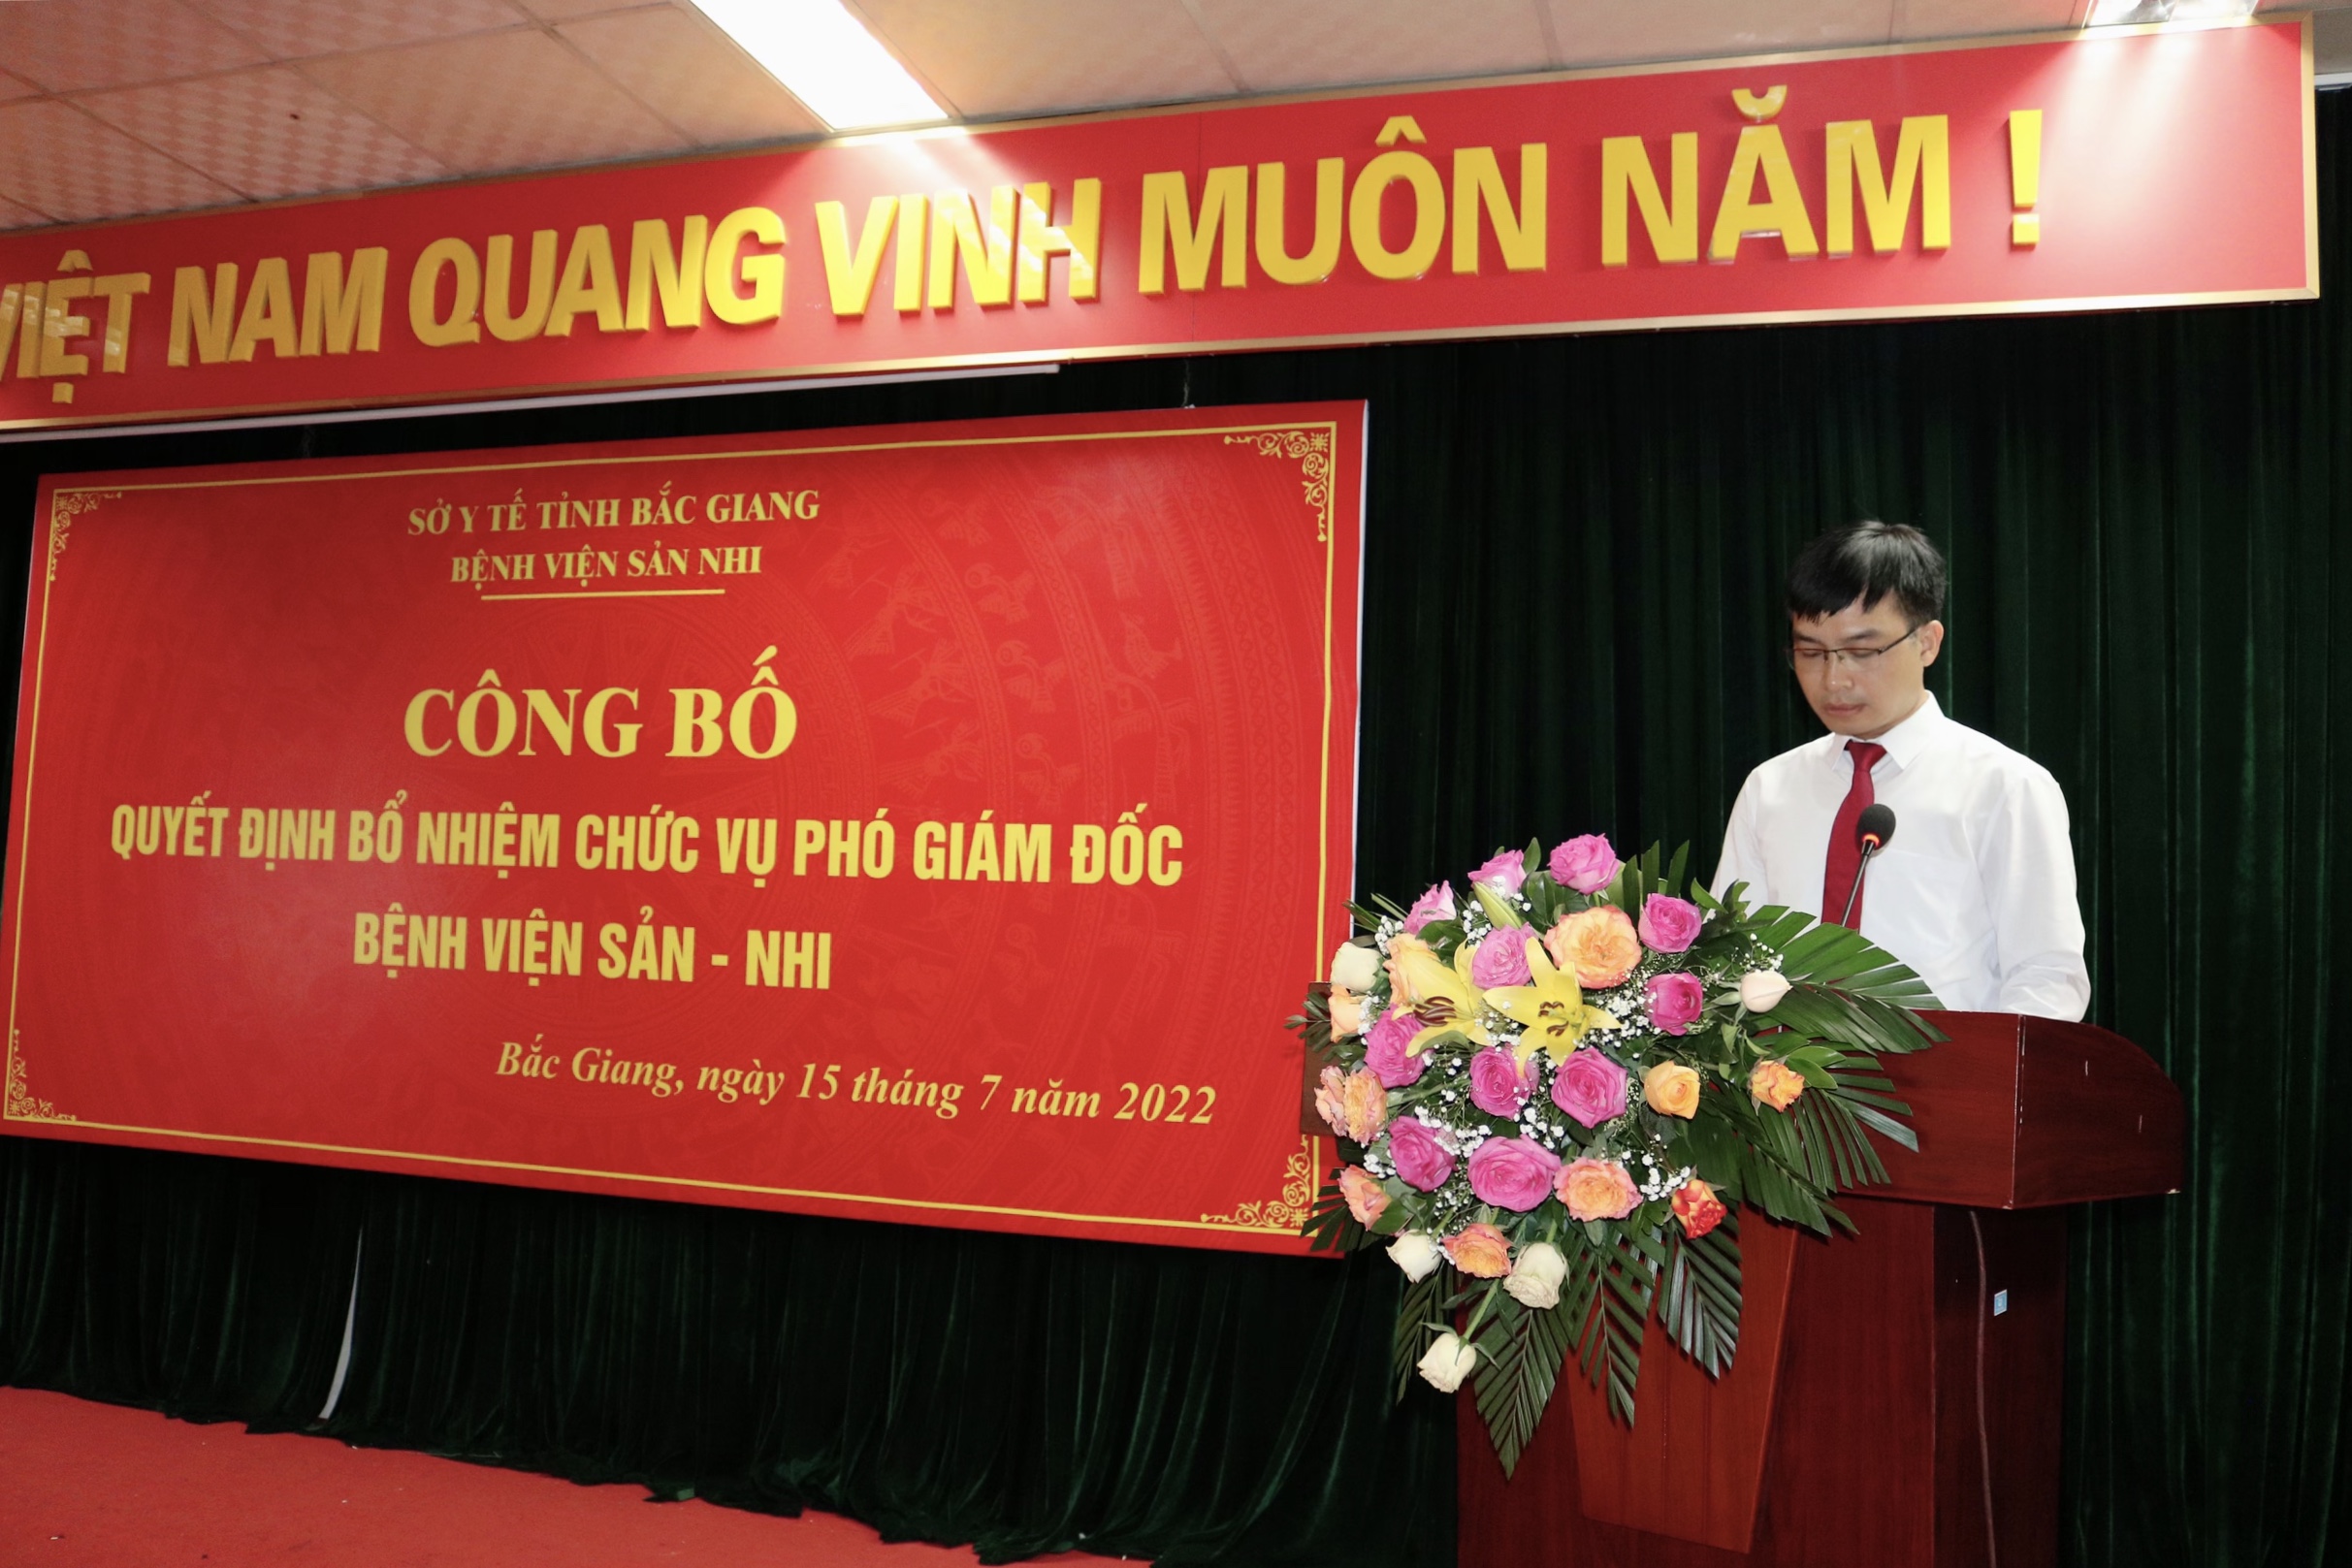 VIỆT NAM QUANG VINH MUÔN NĂM !
SỞ Y TẾ TỈNH BẮC GIANG
BỆNH VIỆN SẢN NHI
CÔNG BỐ
QUYẾT ĐỊNH BỔ NHIỆM CHỨC VỤ PHÓ GIÁM ĐỐC
BỆNH VIỆN SẢN - NHI
Bắc Giang, ngày 15 tháng 7 năm 2022